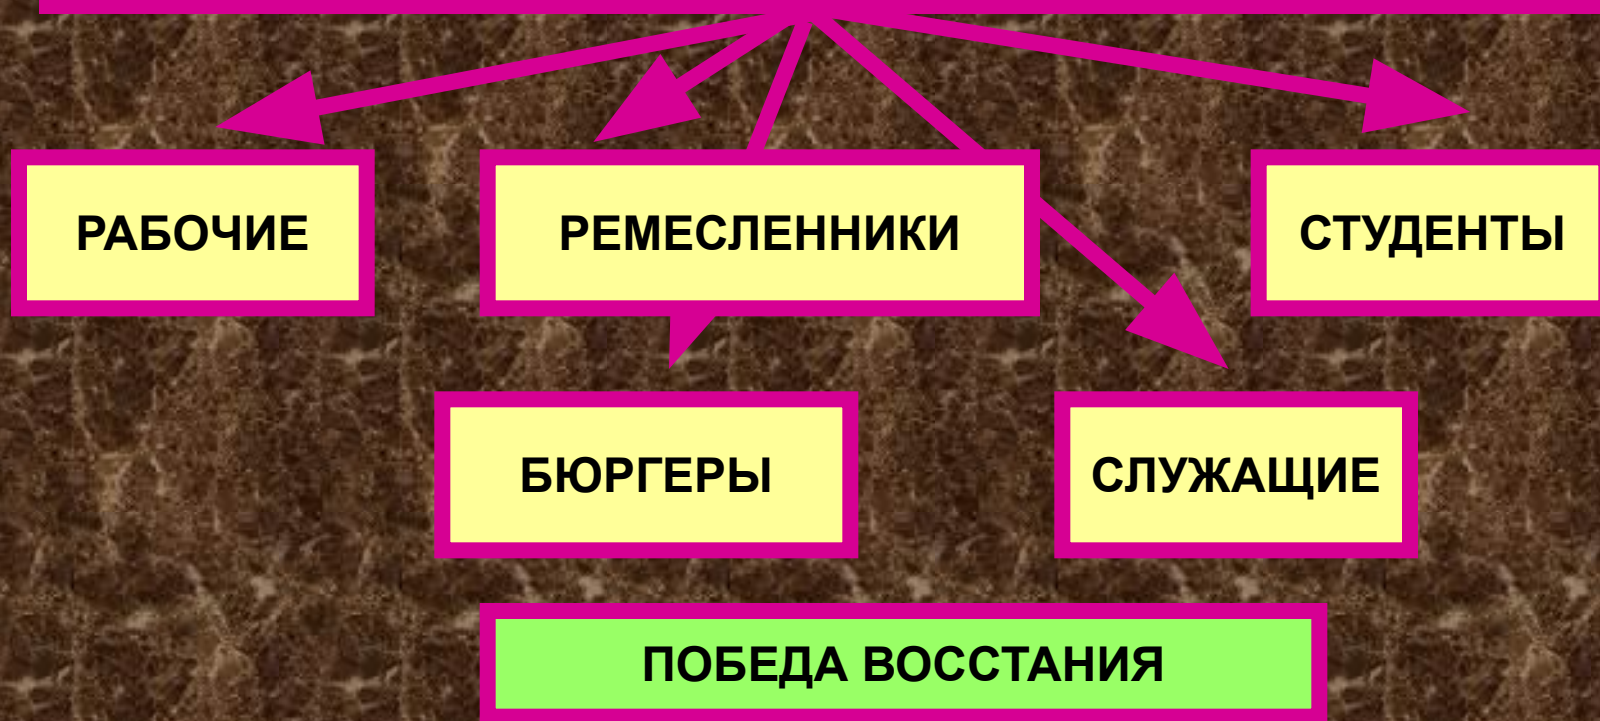 РАБОЧИЕ
РЕМЕСЛЕННИКИ
СТУДЕНТЫ
БЮРГЕРЫ
СЛУЖАЩИЕ
ПОБЕДА ВОССТАНИЯ